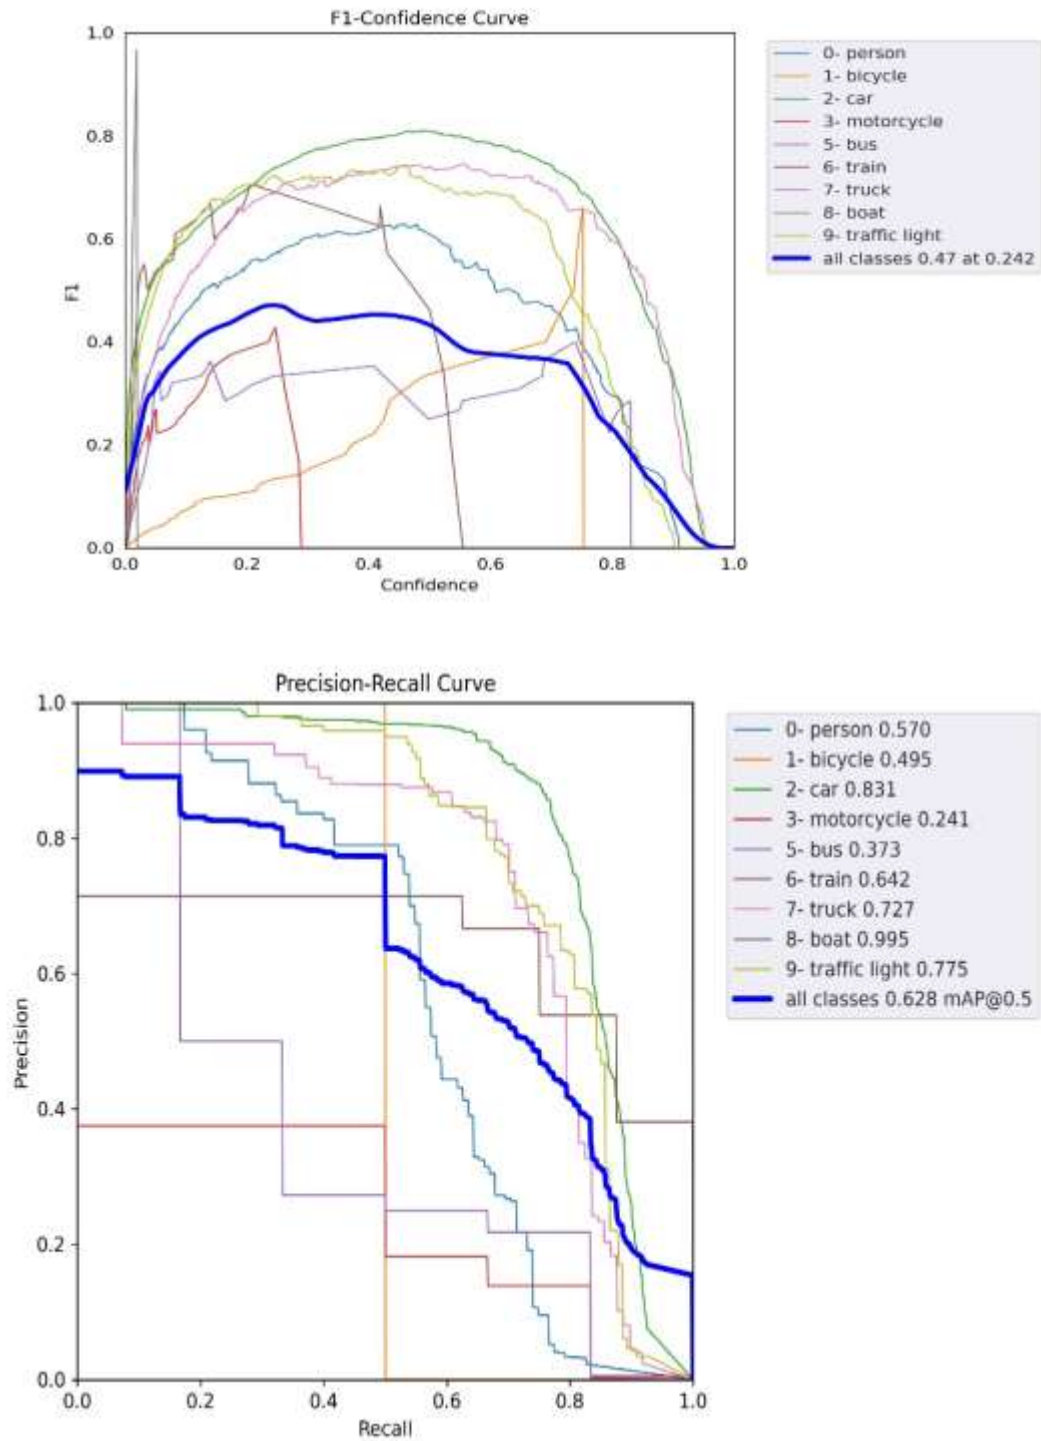 F1-Confidence Curve
1.0
0.8
0.6
0.4
0.2
0.0
F1
0.0 0.2 0.4 0.6 0.8 1.0
Confidence
0- person
1- bicycle
2- car
3- motorcycle
5- bus
6- train
7- truck
8- boat
9- traffic light
all classes 0.47 at 0.242
Precision-Recall Curve
1.0
0.8
0.6
0.4
0.2
0.0
Precision
0.0 0.2 0.4 0.6 0.8 1.0
Recall
0- person 0.570
1- bicycle 0.495
2- car 0.831
3- motorcycle 0.241
5- bus 0.373
6- train 0.642
7- truck 0.727
8- boat 0.995
9- traffic light 0.775
all classes 0.628 mAP@0.5